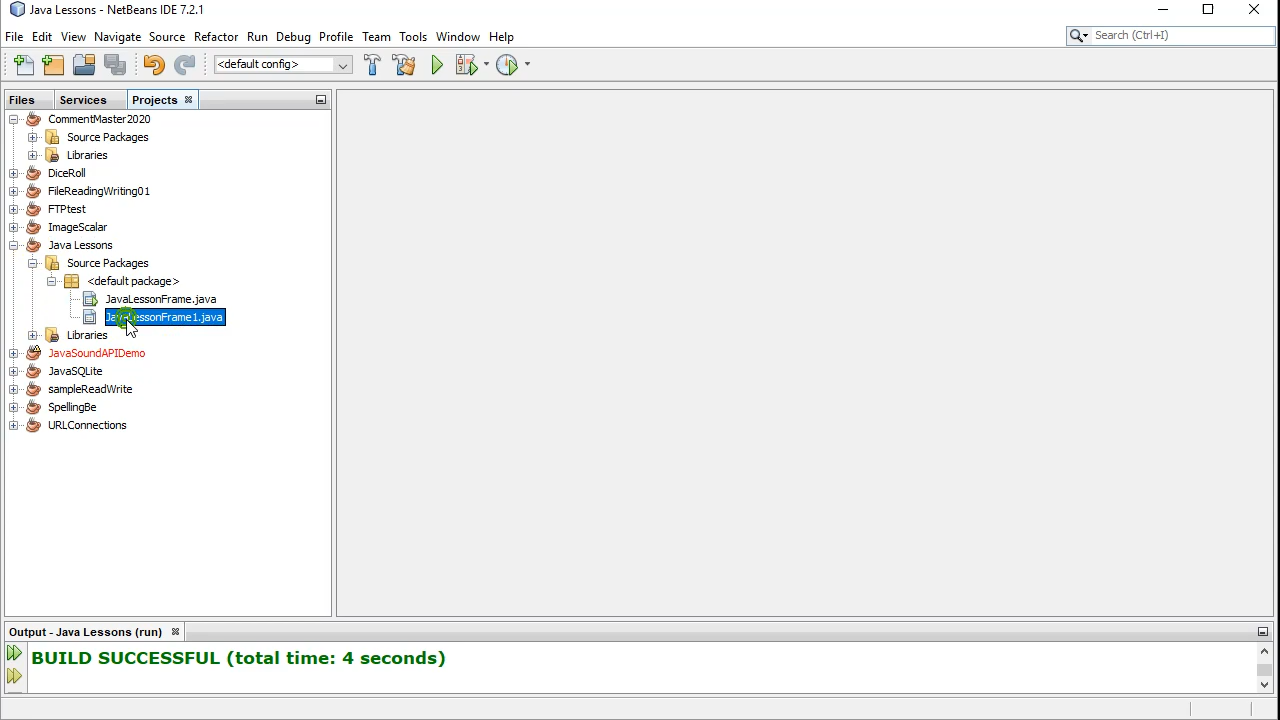 Java Lessons - NetBeans IDE 7.2.1
File Edit View Navigate Source Refactor Run Debug Profile Team Tools Window Help
Search (Ctrl+I)
<default config>
Files Services Projects
CommentMaster2020
Source Packages
Libraries
DiceRoll
FileReadingWriting01
FTPtest
ImageScalar
Java Lessons
Source Packages
<default package>
JavaLessonFrame.java
JavaLessonFrame1.java
Libraries
JavaSoundAPIDemo
JavaSQLite
sampleReadWrite
SpellingBe
URLConnections
Output - Java Lessons (run)
BUILD SUCCESSFUL (total time: 4 seconds)